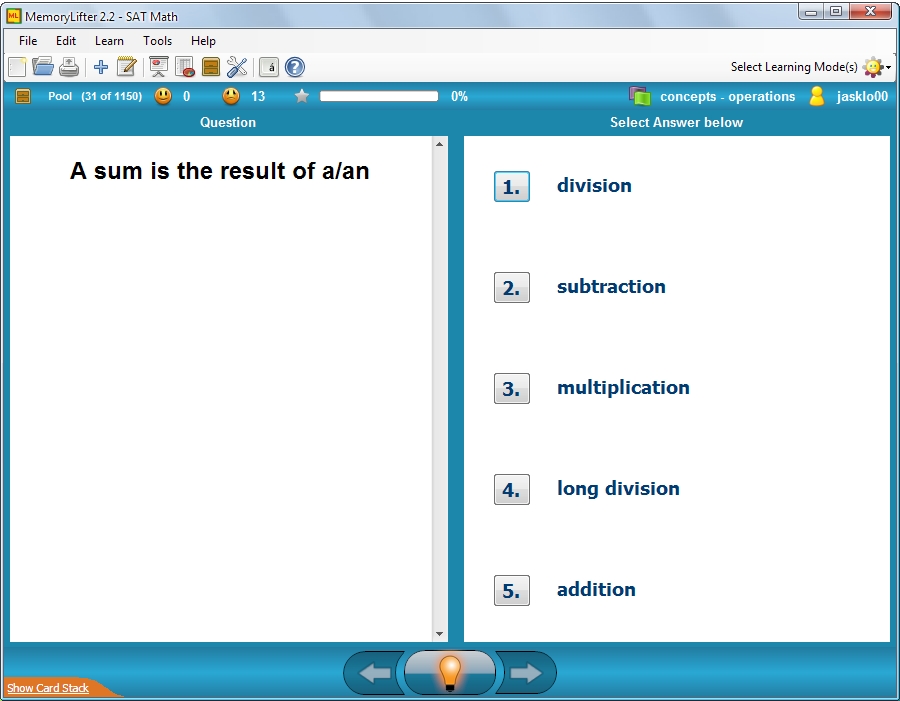 MemoryLifter 2.2 - SAT Math
File Edit Learn Tools Help
á ? Select Learning Mode(s)
Pool (31 of 1150) 0 13 0% concepts - operations jasklo00
Question Select Answer below
A sum is the result of a/an
1. division
2. subtraction
3. multiplication
4. long division
5. addition
Show Card Stack